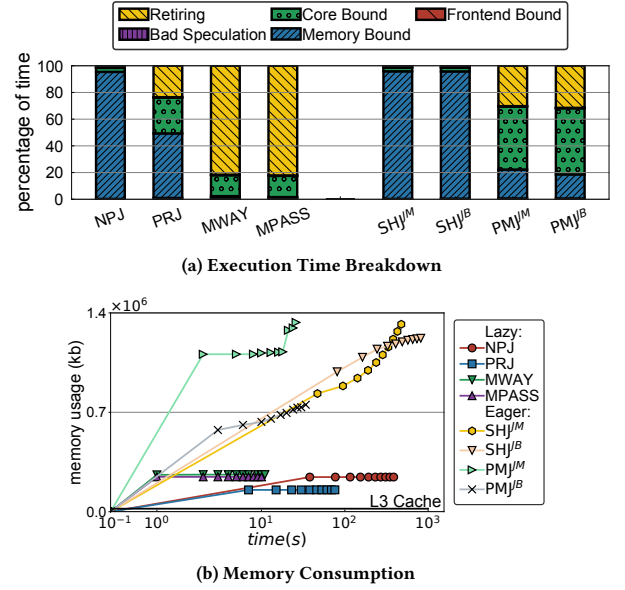 Retiring Core Bound Frontend Bound
Bad Speculation Memory Bound
percentage of time
100
80
60
40
20
0
NPJ PRJ MWAY MPASS SHJ^JM SHJ^JB PMJ^JM PMJ^JB
(a) Execution Time Breakdown
×10^6
memory usage (kb)
1.4
0.7
0.0
L3 Cache
10^−1 10^0 10^1 10^2 10^3
time(s)
Lazy:
NPJ
PRJ
MWAY
MPASS
Eager:
SHJ^JM
SHJ^JB
PMJ^JM
PMJ^JB
(b) Memory Consumption